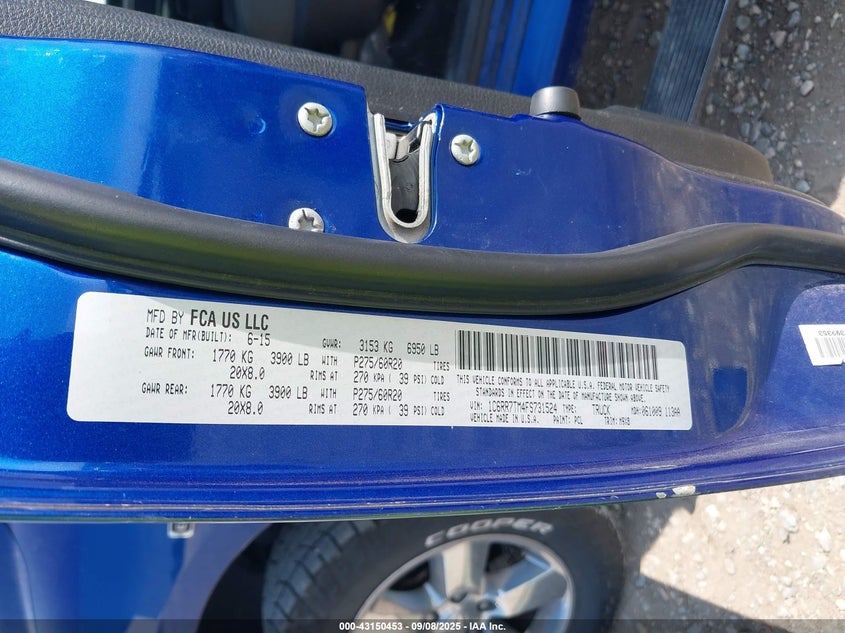 MFD BY FCA US LLC
DATE OF MFR(BUILT): 6-15 GVWR: 3153 KG 6950 LB
GAWR FRONT: 1770 KG 3900 LB WITH P275/60R20 TIRES
20X8.0 RIMS AT 270 KPA ( 39 PSI) COLD
GAWR REAR: 1770 KG 3900 LB WITH P275/60R20 TIRES
20X8.0 RIMS AT 270 KPA ( 39 PSI) COLD
THIS VEHICLE CONFORMS TO ALL APPLICABLE U.S.A. FEDERAL MOTOR VEHICLE SAFETY
STANDARDS IN EFFECT ON THE DATE OF MANUFACTURE SHOWN ABOVE.
VIN: 1C6RR7TM4FS731524 TYPE: TRUCK MDH:061009 113AA
VEHICLE MADE IN U.S.A. PAINT: PCL TRIM:
COOPER
000-43150453 - 09/08/2025 - IAA Inc.